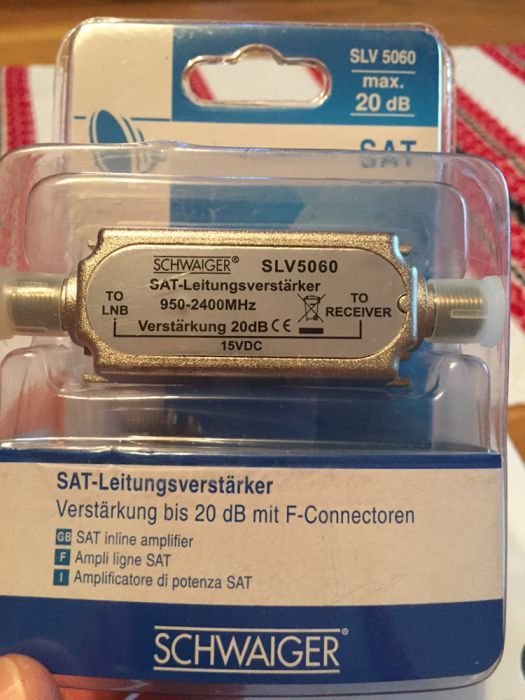 SLV 5060
max.
20 dB
SAT
SCHWAIGER® SLV5060
SAT-Leitungsverstärker
950-2400MHz
TO
LNB
TO
RECEIVER
Verstärkung 20dB CE
15VDC
SAT-Leitungsverstärker
Verstärkung bis 20 dB mit F-Connectoren
GB SAT inline amplifier
F Ampli ligne SAT
I Amplificatore di potenza SAT
SCHWAIGER®